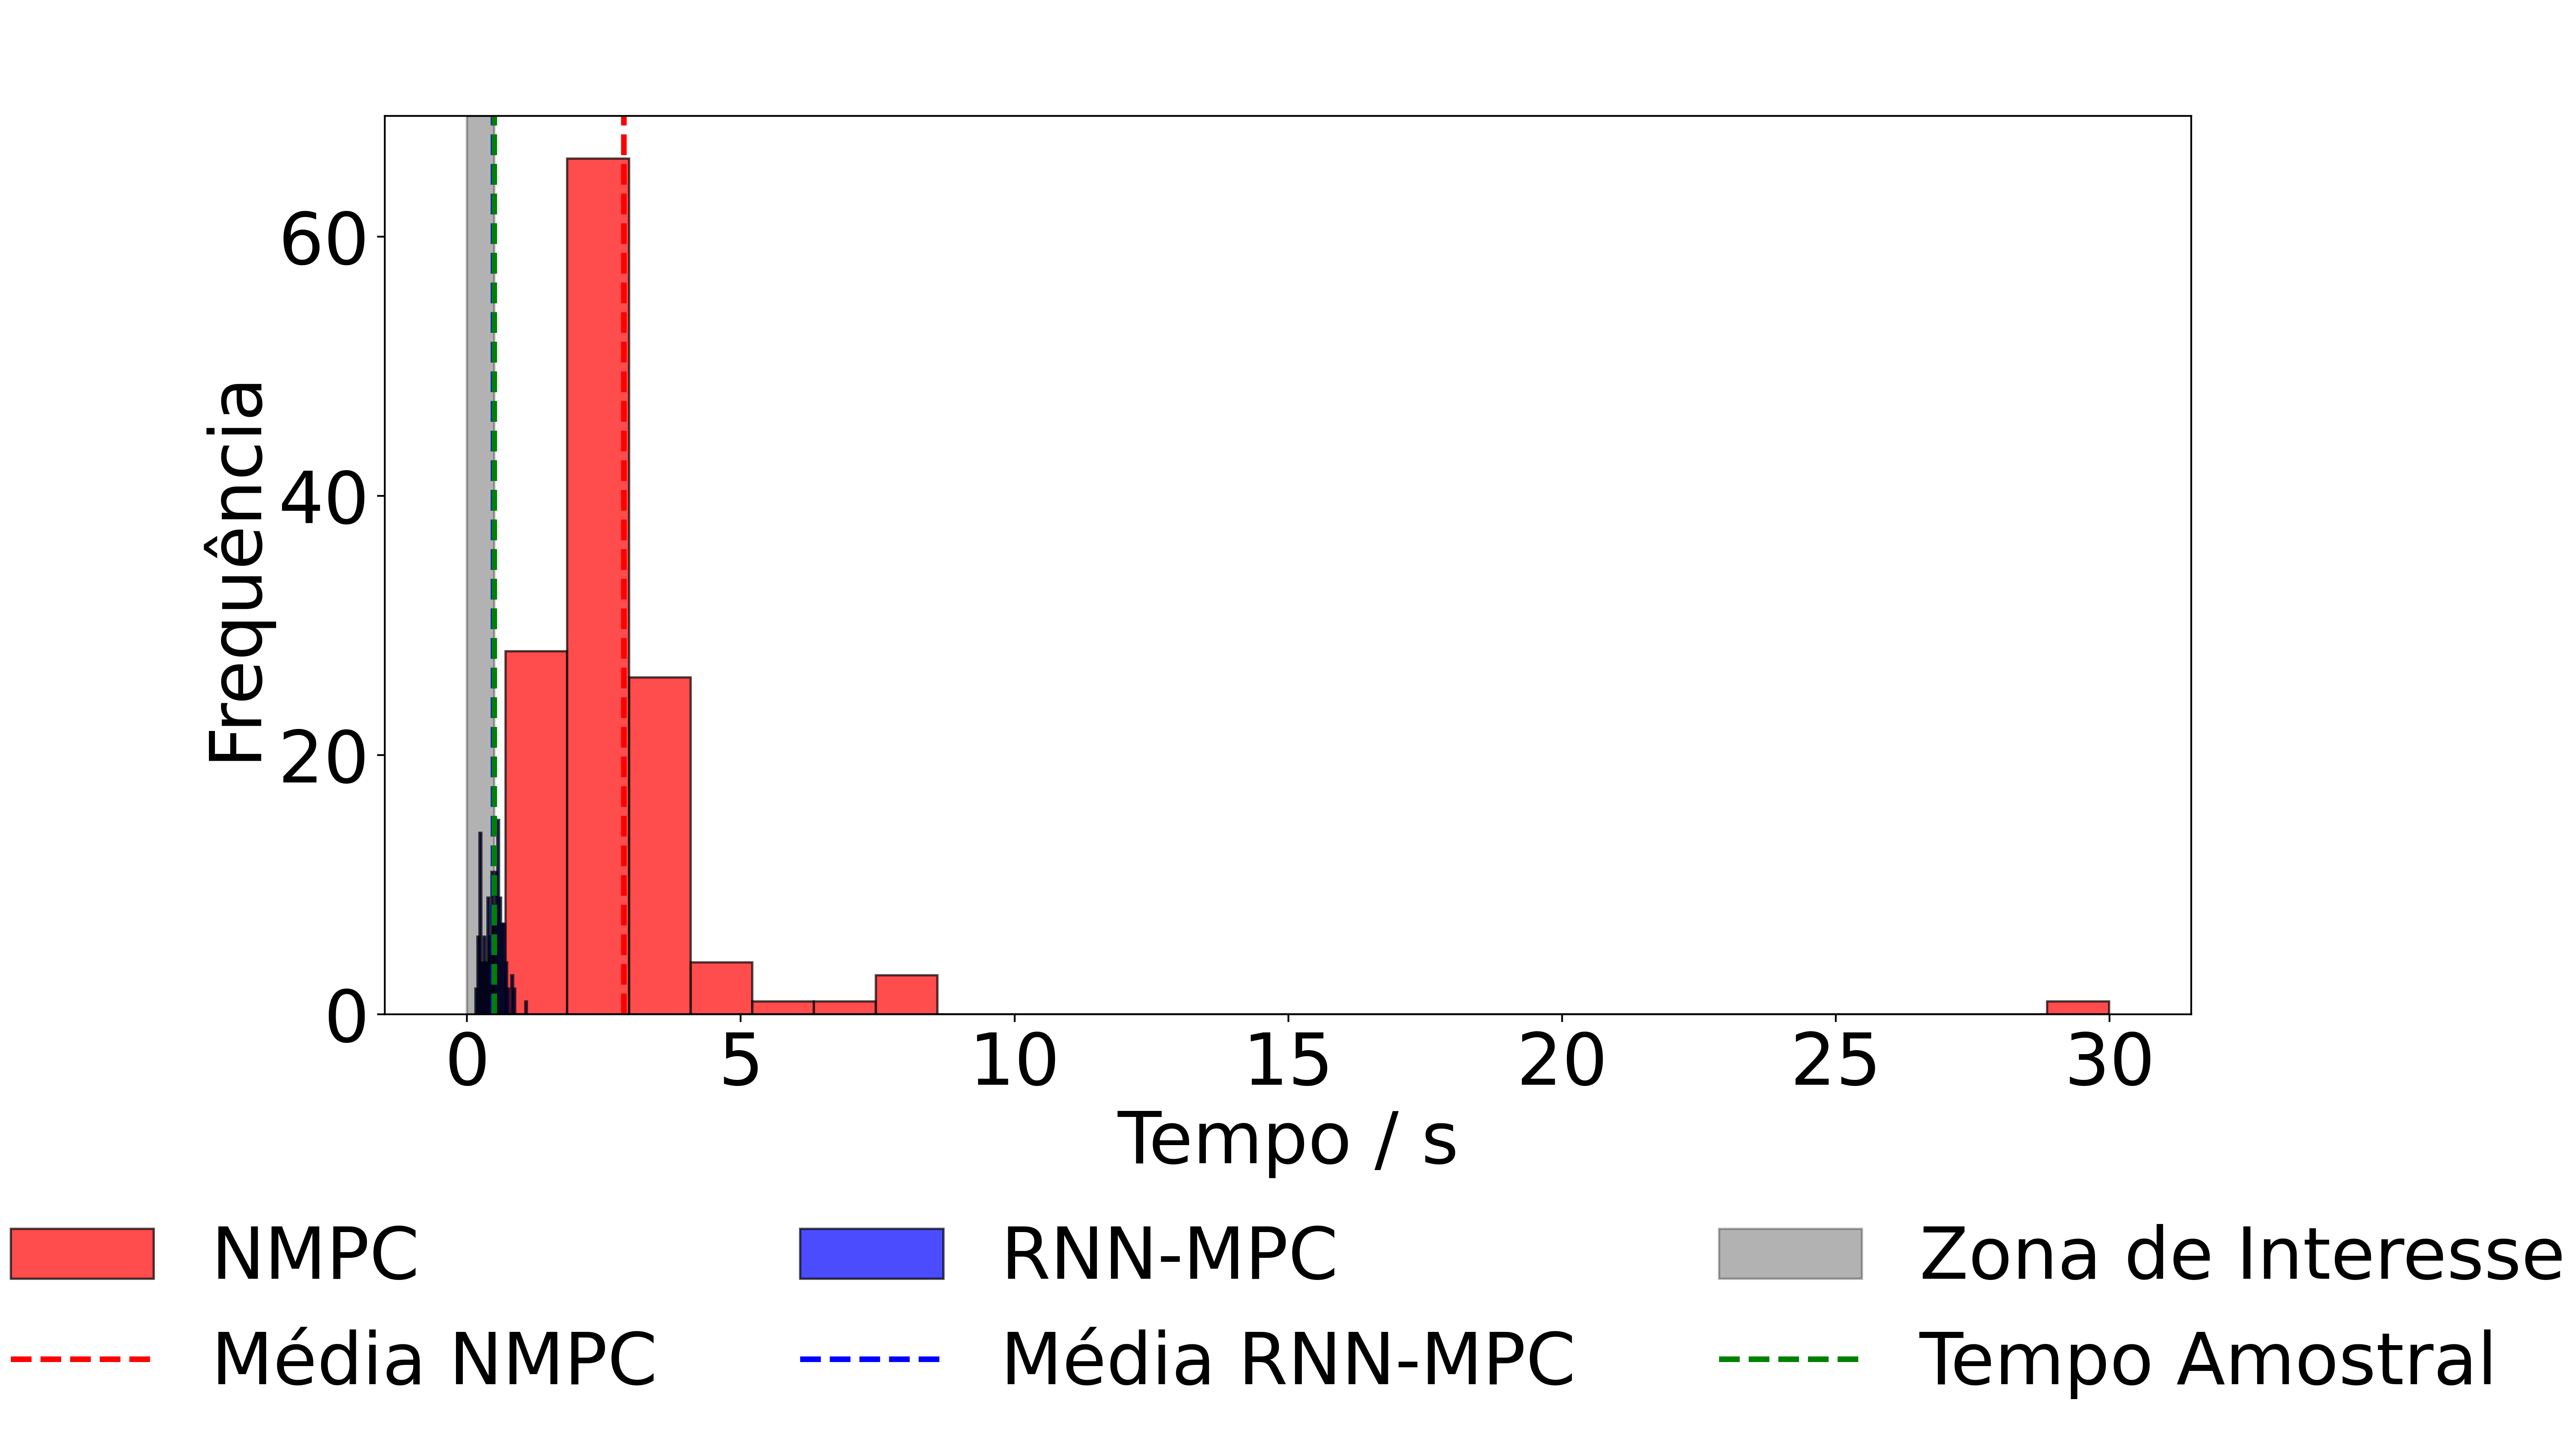 60
40
20
0
Frequência
0 5 10 15 20 25 30
Tempo / s
NMPC RNN-MPC Zona de Interesse
Média NMPC Média RNN-MPC Tempo Amostral